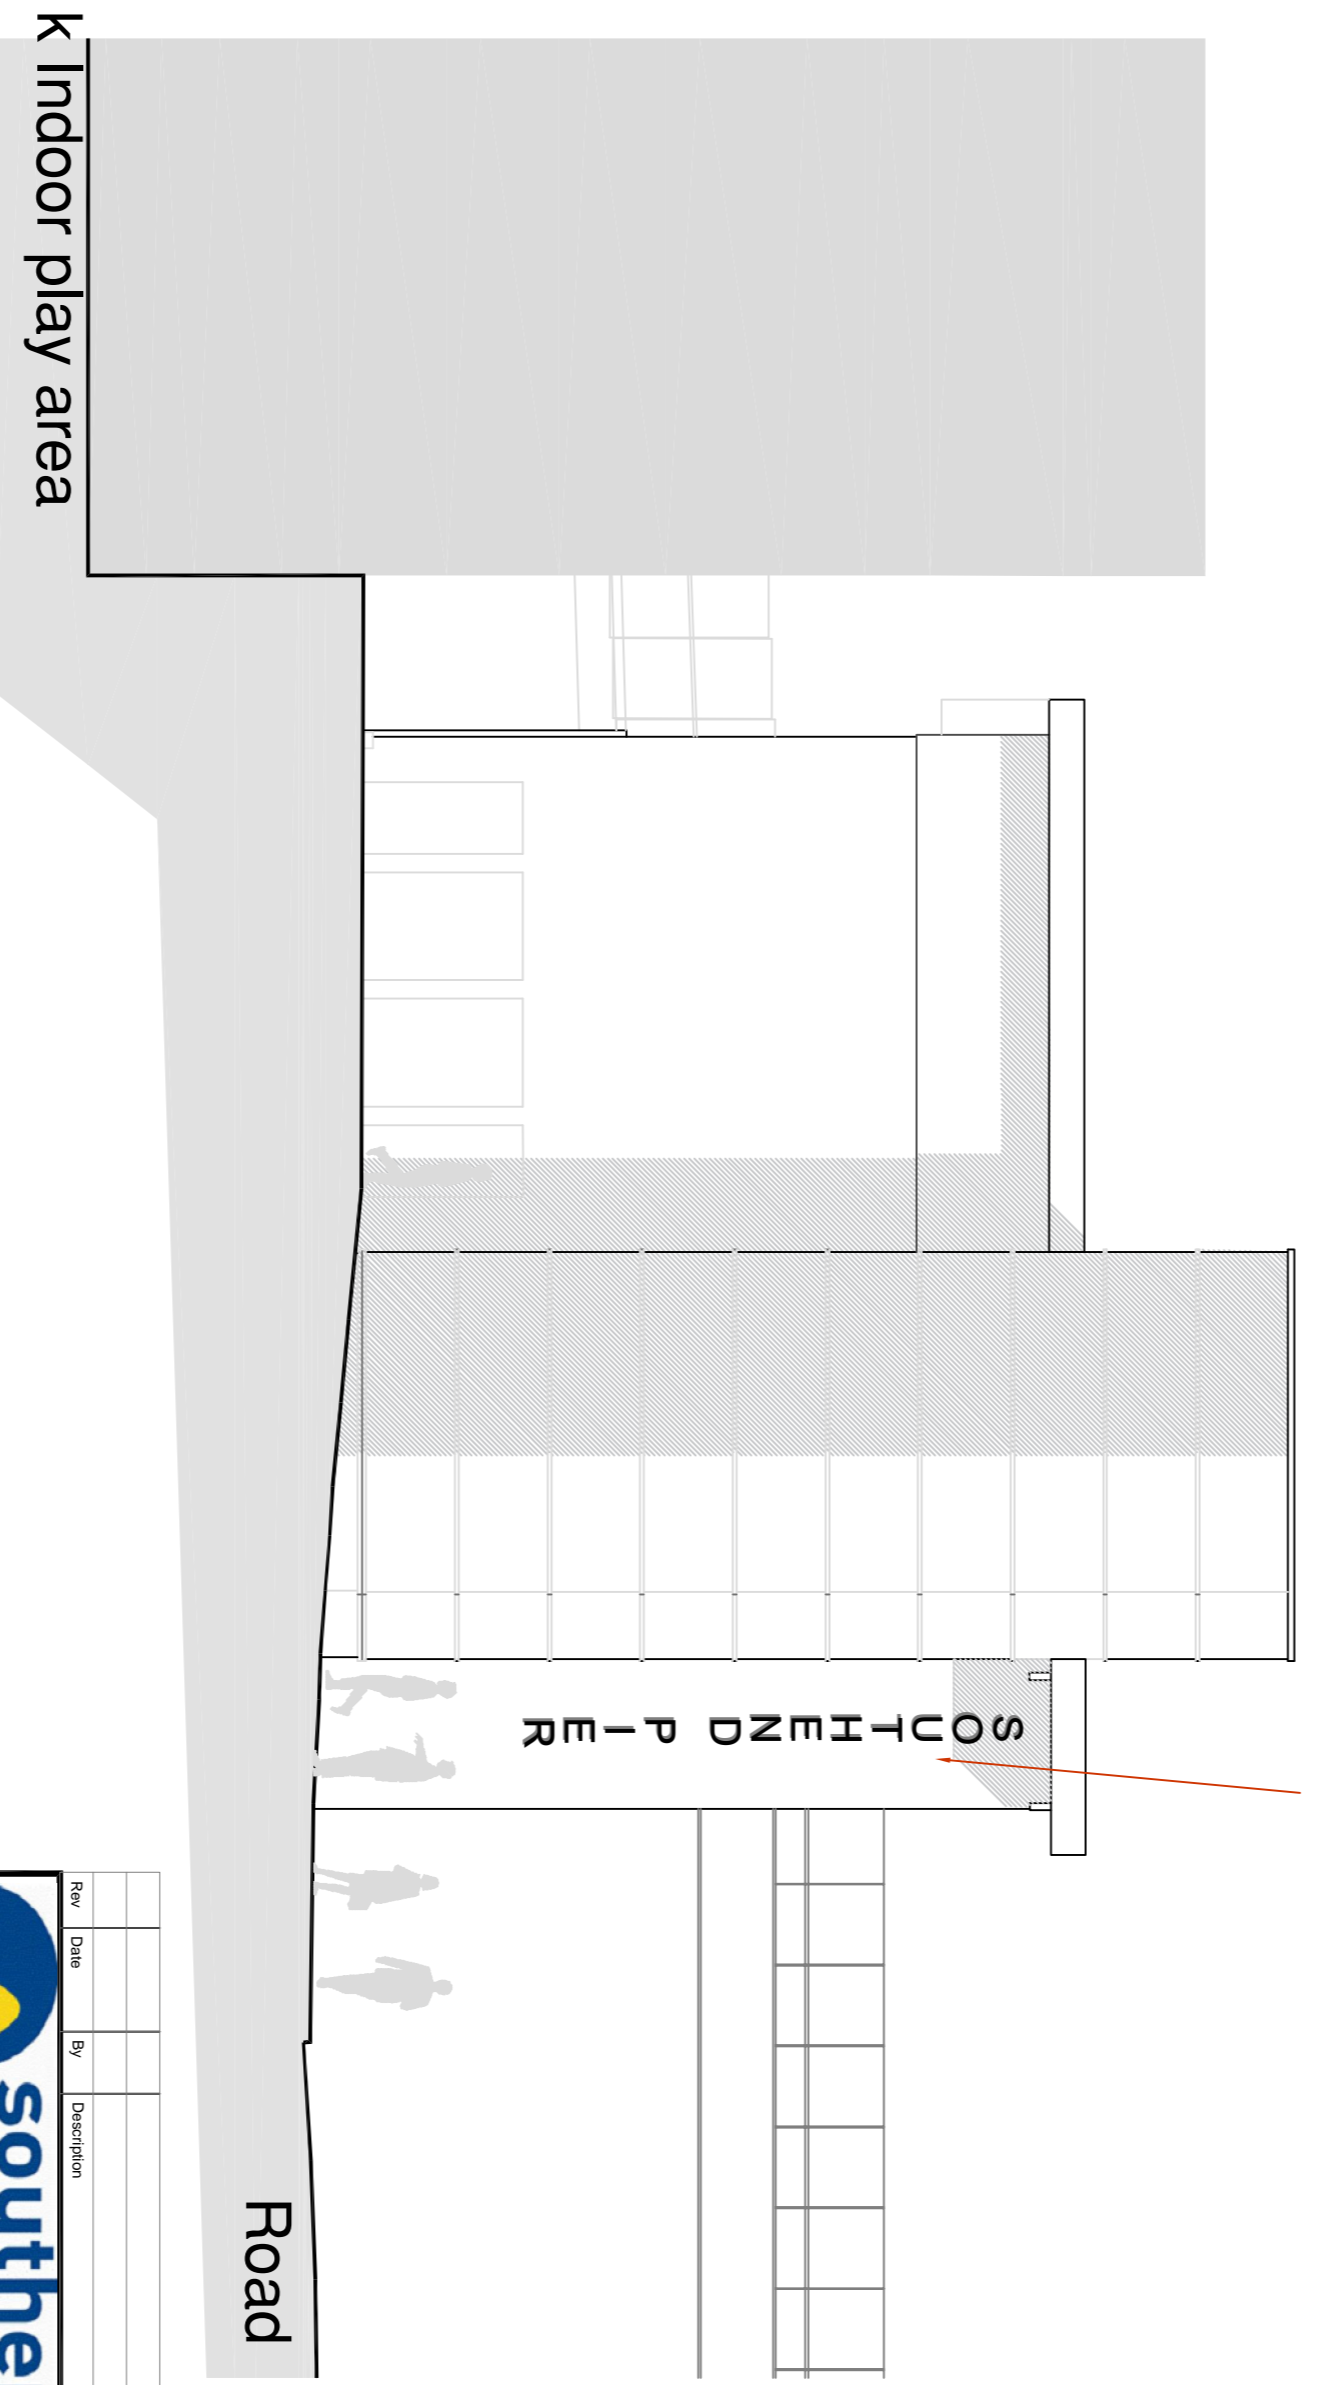 k Indoor play area
SOUTHEND PIER
Road
Rev Date By Description
southe